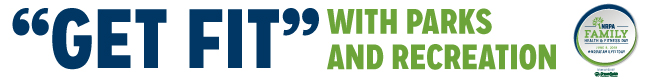 “GET FIT”
WITH PARKS
AND RECREATION
NRPA
FAMILY
HEALTH & FITNESS DAY